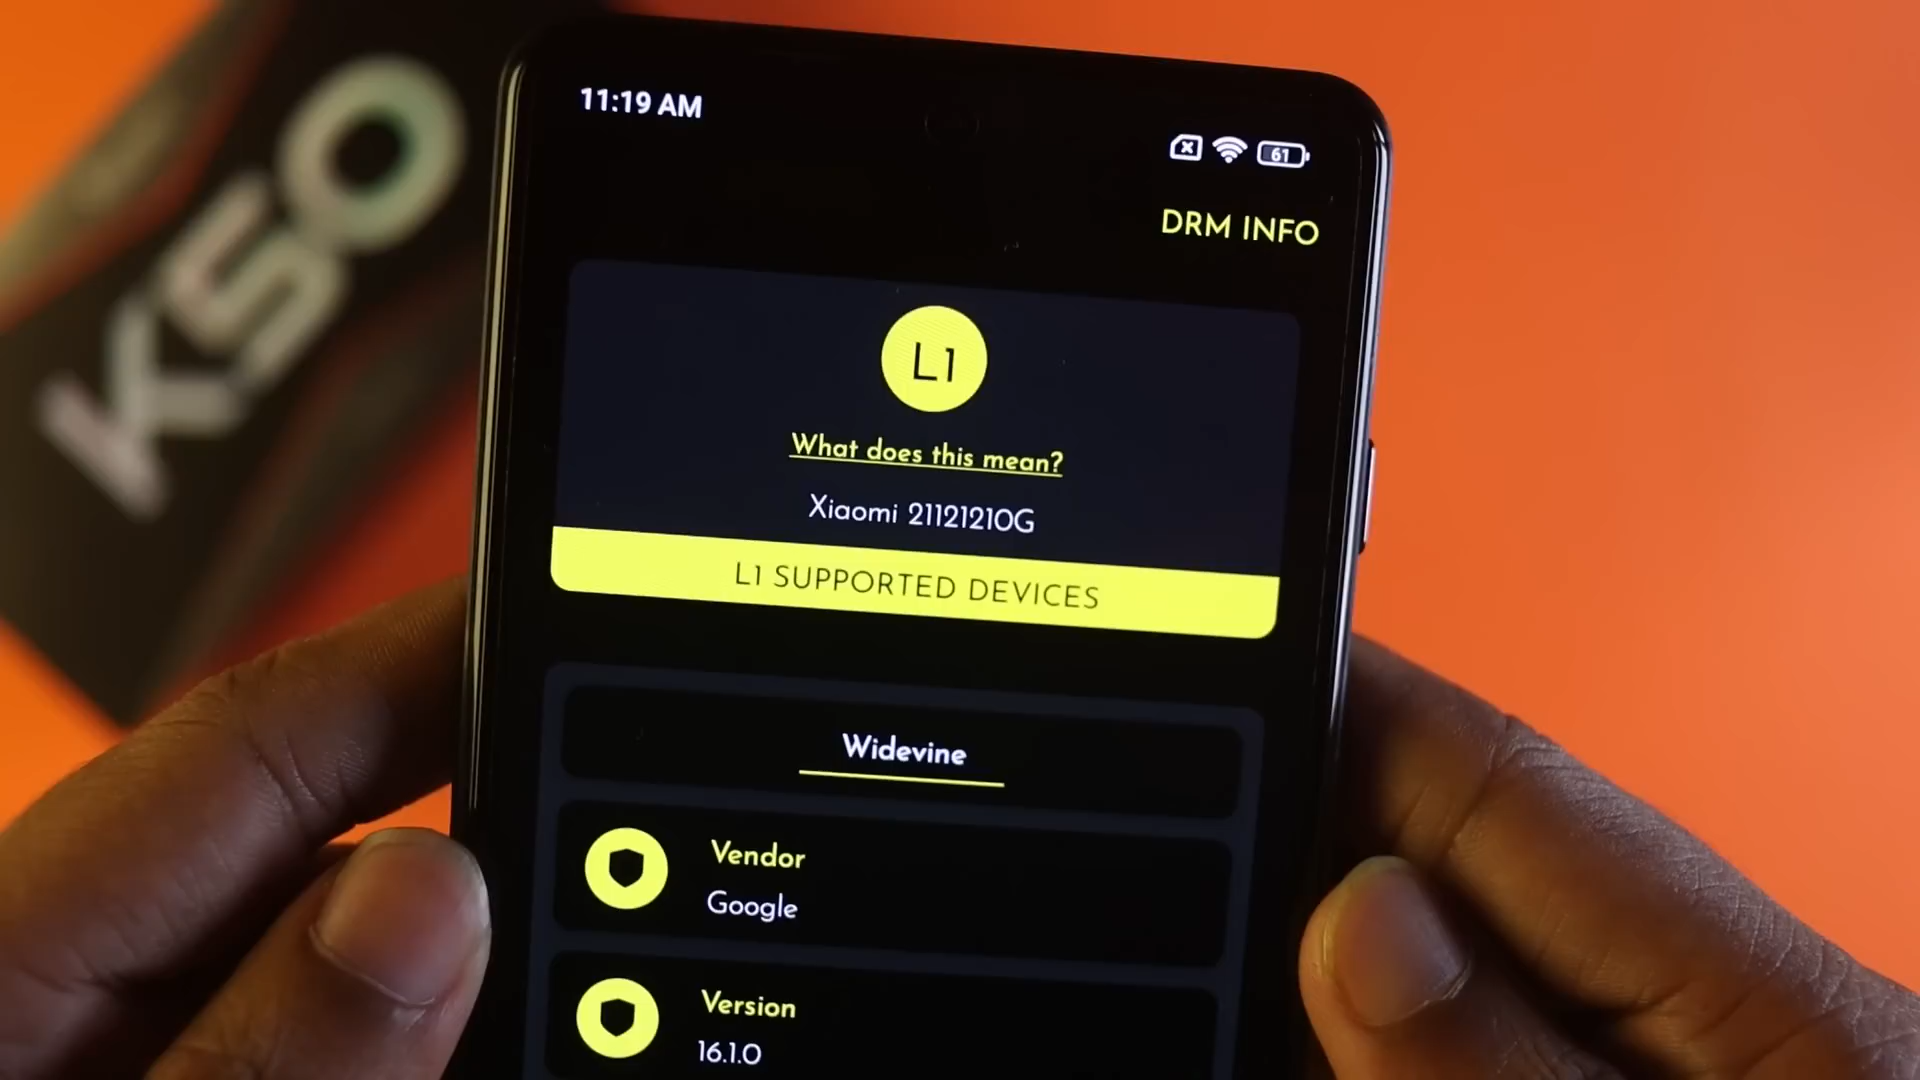 K50
11:19 AM
61
DRM INFO
L1
What does this mean?
Xiaomi 21121210G
L1 SUPPORTED DEVICES
Widevine
Vendor
Google
Version
16.1.0